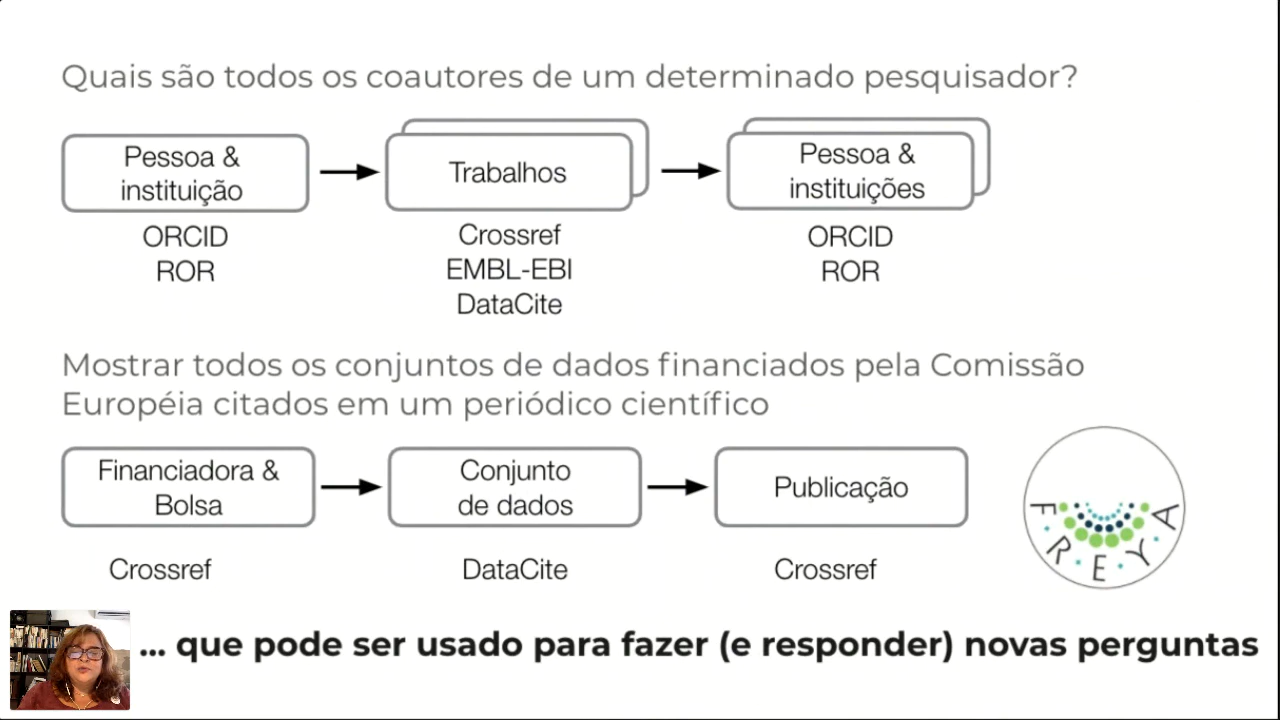 Quais são todos os coautores de um determinado pesquisador?
Pessoa &
instituição
Trabalhos
Pessoa &
instituições
ORCID
ROR
Crossref
EMBL-EBI
DataCite
ORCID
ROR
Mostrar todos os conjuntos de dados financiados pela Comissão
Européia citados em um periódico científico
Financiadora &
Bolsa
Conjunto
de dados
Publicação
Crossref
DataCite
Crossref
F·R·E·Y·A
... que pode ser usado para fazer (e responder) novas perguntas